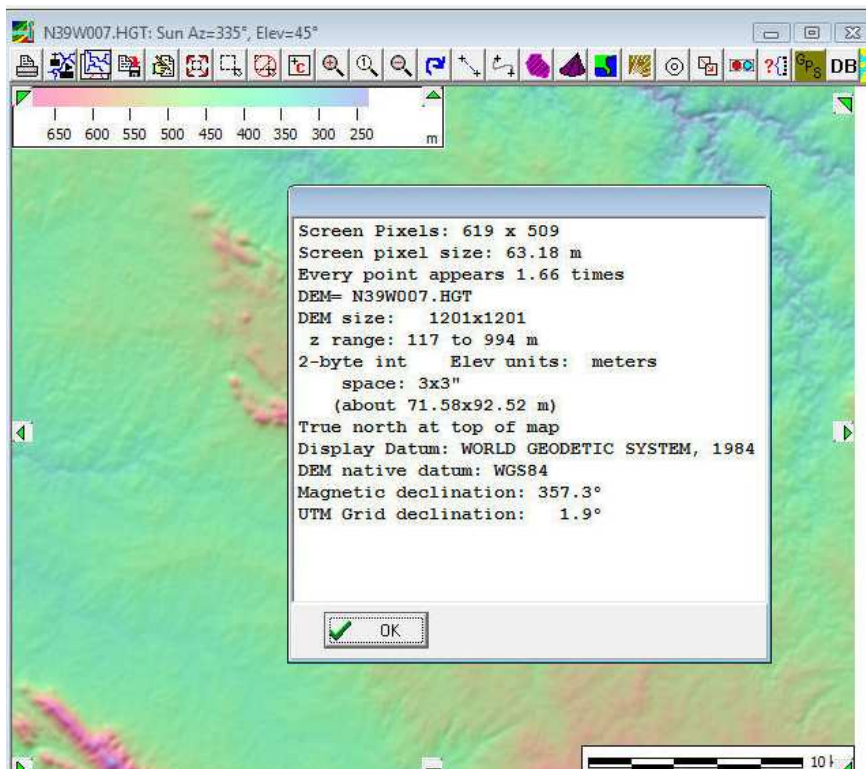 N39W007.HGT: Sun Az=335°, Elev=45°
GPS DB
650 600 550 500 450 400 350 300 250
m
Screen Pixels: 619 x 509
Screen pixel size: 63.18 m
Every point appears 1.66 times
DEM= N39W007.HGT
DEM size: 1201x1201
z range: 117 to 994 m
2-byte int Elev units: meters
space: 3x3"
(about 71.58x92.52 m)
True north at top of map
Display Datum: WORLD GEODETIC SYSTEM, 1984
DEM native datum: WGS84
Magnetic declination: 357.3°
UTM Grid declination: 1.9°
OK
10